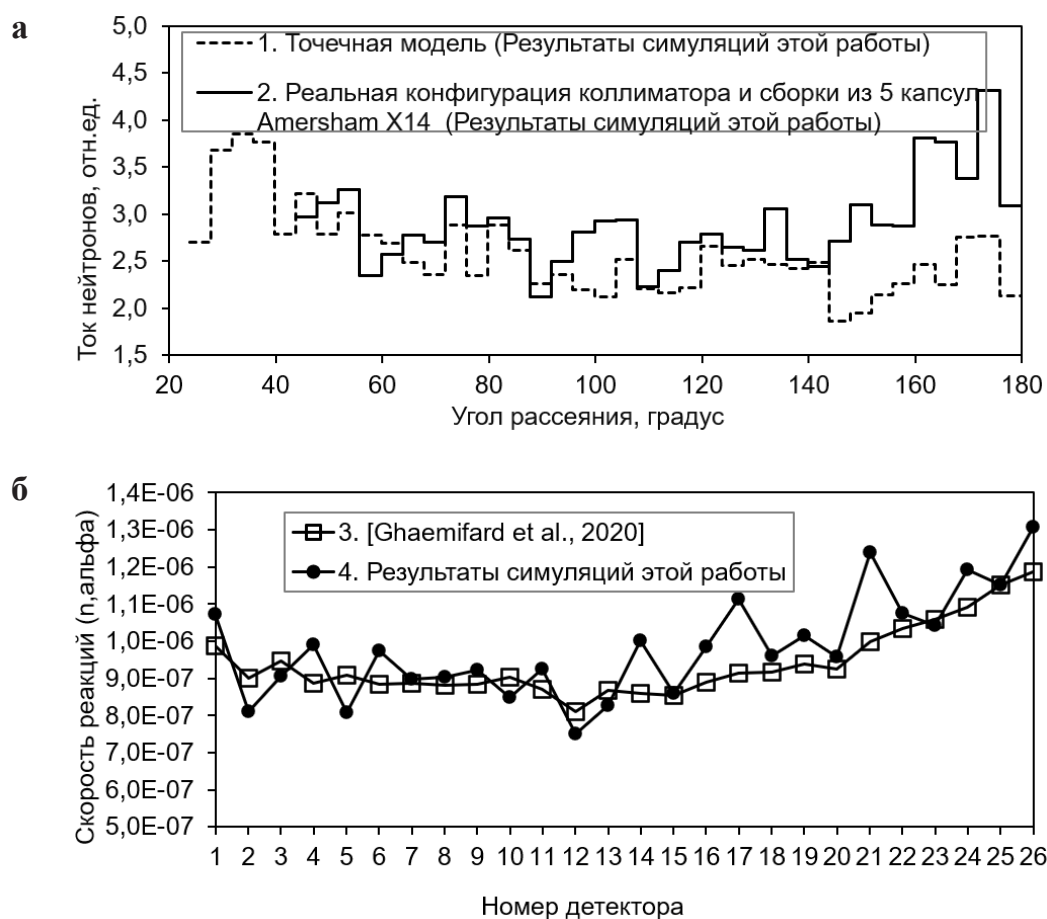 а
5,0
4,5
4,0
3,5
3,0
2,5
2,0
1,5
Ток нейтронов, отн.ед.
1. Точечная модель (Результаты симуляций этой работы)
2. Реальная конфигурация коллиматора и сборки из 5 капсул
Amersham X14 (Результаты симуляций этой работы)
20 40 60 80 100 120 140 160 180
Угол рассеяния, градус
б
1,4E-06
1,3E-06
1,2E-06
1,1E-06
1,0E-06
9,0E-07
8,0E-07
7,0E-07
6,0E-07
5,0E-07
Скорость реакций (n,альфа)
3. [Ghaemifard et al., 2020]
4. Результаты симуляций этой работы
1 2 3 4 5 6 7 8 9 10 11 12 13 14 15 16 17 18 19 20 21 22 23 24 25 26
Номер детектора